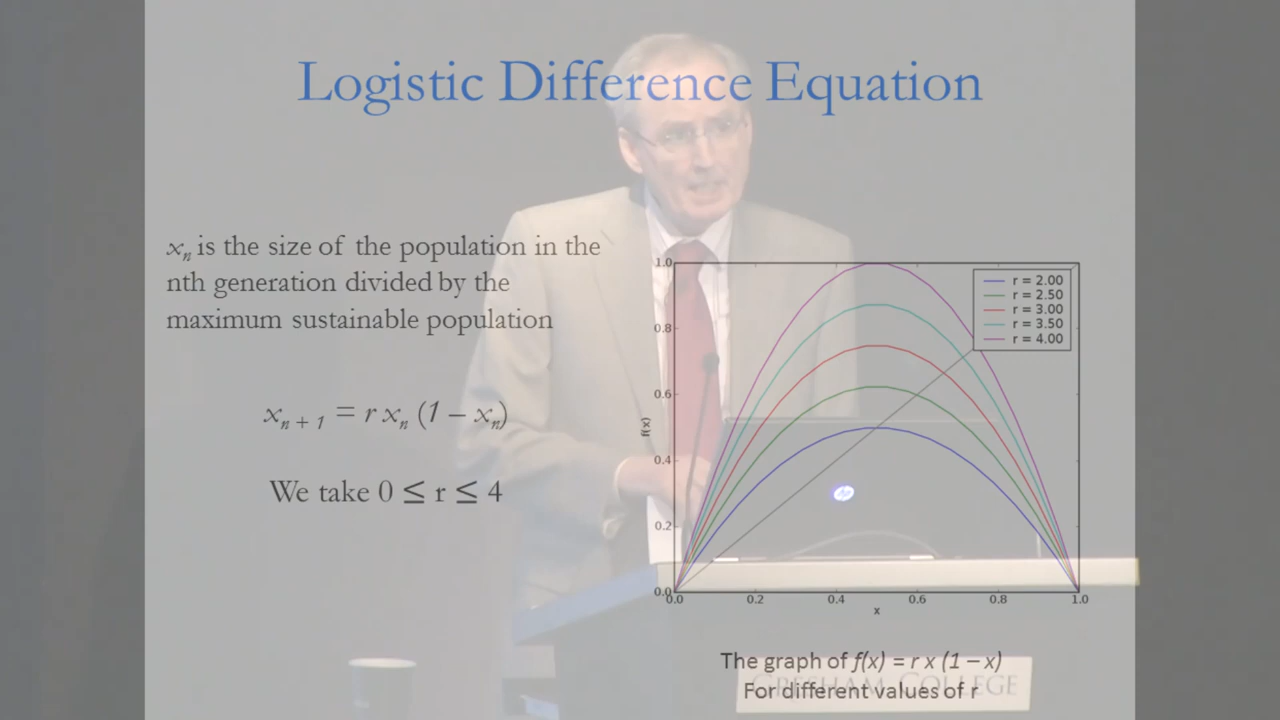 Logistic Difference Equation
xₙ is the size of the population in the
nth generation divided by the
maximum sustainable population
xₙ ₊ ₁ = r xₙ (1 – xₙ)
We take 0 ≤ r ≤ 4
1.0
0.8
0.6
0.4
0.2
0.0
f(x)
r = 2.00
r = 2.50
r = 3.00
r = 3.50
r = 4.00
0.0 0.2 0.4 0.6 0.8 1.0
x
hp
The graph of f(x) = r x (1 – x)
For different values of r
GRESHAM COLLEGE